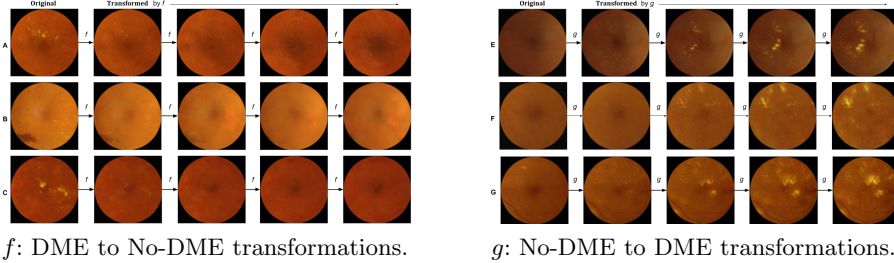 Original Transformed by f
A f f f f
B f f f f
C f f f f
f: DME to No-DME transformations.
Original Transformed by g
E g g g g
F g g g g
G g g g g
g: No-DME to DME transformations.